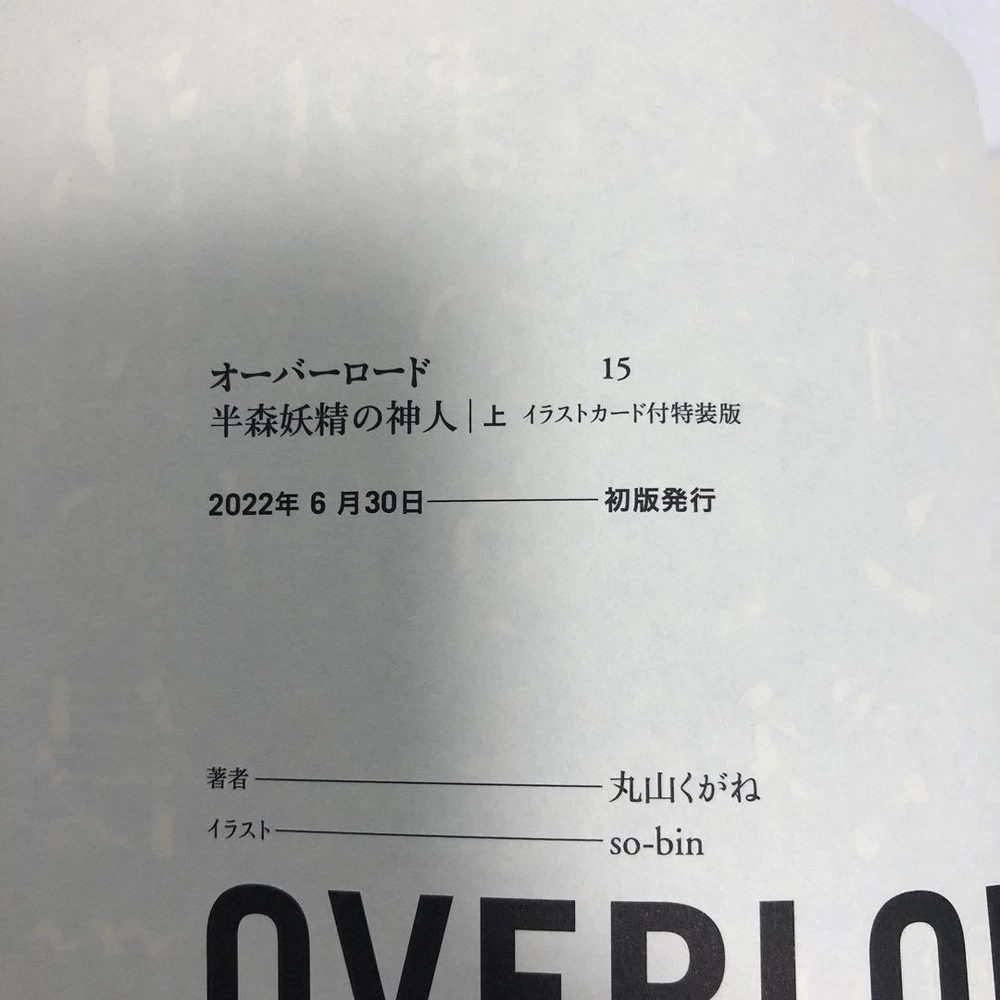 オーバーロード 15
半森妖精の神人|上 イラストカード付特装版
2022年6月30日――初版発行
著者――丸山くがね
イラスト――so-bin
OVERLO